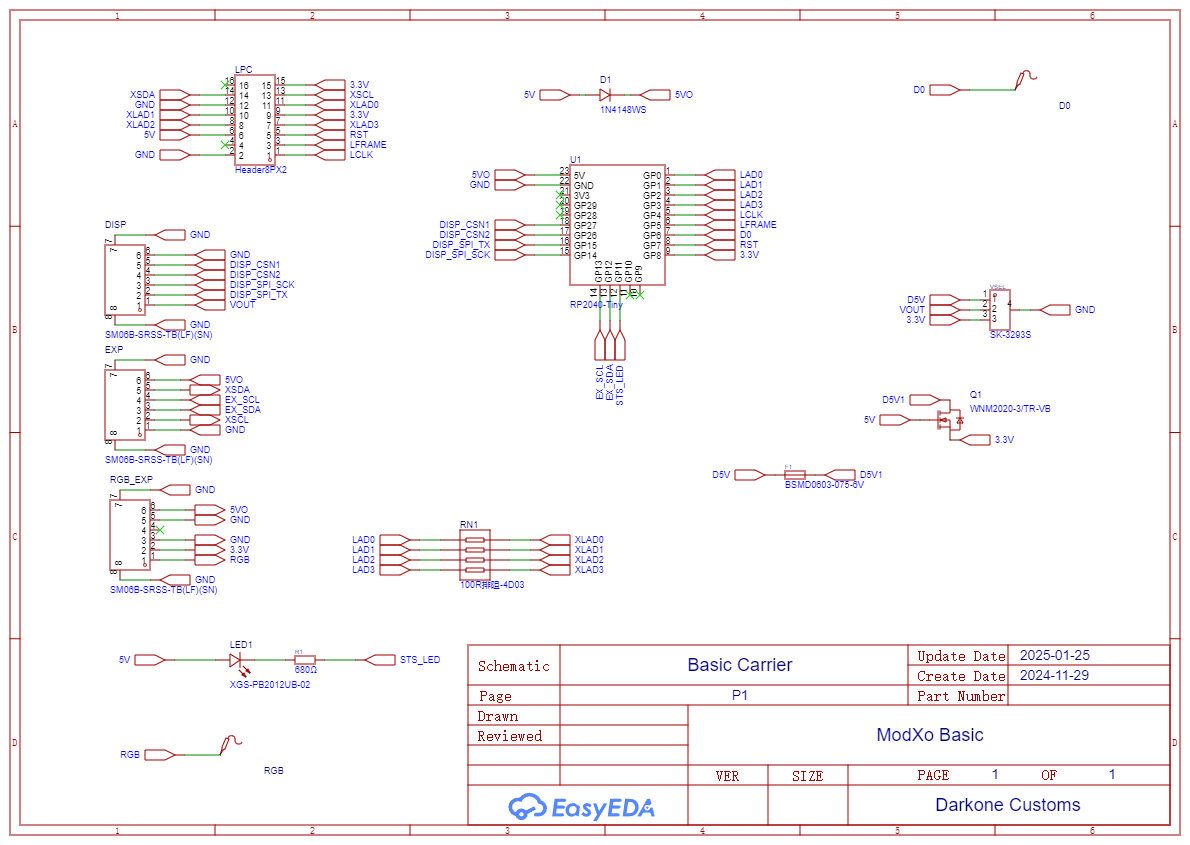 1 2 3 4 5 6
A
B
C
D
LPC
16 15
14 13
12 11
10 9
8 7
6 5
4 3
2 1
XSDA
GND
XLAD1
XLAD2
5V
GND
3.3V
XSCL
XLAD0
3.3V
XLAD3
RST
LFRAME
LCLK
Header8PX2
D1
5V
5VO
1N4148WS
D0
D0
U1
5VO
GND
DISP_CSN1
DISP_CSN2
DISP_SPI_TX
DISP_SPI_SCK
23 5V
22 GND
21 3V3
20 GP29
19 GP28
18 GP27
17 GP26
16 GP15
15 GP14
GP0 1 LAD0
GP1 2 LAD1
GP2 3 LAD2
GP3 4 LAD3
GP4 5 LCLK
GP5 6 LFRAME
GP6 7 D0
GP7 8 RST
GP8 9 3.3V
GP13 GP12 GP11 GP10 GP9
14 13 12 11 10
RP2040-Tiny
EX_SCL
EX_SDA
STS_LED
DISP
7 GND
6 GND
5 DISP_CSN1
4 DISP_CSN2
3 DISP_SPI_SCK
2 DISP_SPI_TX
1 VOUT
8 GND
SM06B-SRSS-TB(LF)(SN)
EXP
7 GND
6 5VO
5 XSDA
4 EX_SCL
3 EX_SDA
2 XSCL
1 GND
8 GND
SM06B-SRSS-TB(LF)(SN)
RGB_EXP
7 GND
6 5VO
5 GND
4
3 GND
2 3.3V
1 RGB
8 GND
SM06B-SRSS-TB(LF)(SN)
VSEL
D5V 1
VOUT 2
3.3V 3
4 GND
SK-3293S
Q1
D5V1
WNM2020-3/TR-VB
5V
3.3V
F1
D5V
D5V1
BSMD0603-075-6V
RN1
LAD0 XLAD0
LAD1 XLAD1
LAD2 XLAD2
LAD3 XLAD3
100R排阻-4D03
LED1
5V
R1
680Ω
STS_LED
XGS-PB2012UB-02
RGB
RGB
Schematic Basic Carrier
Update Date 2025-01-25
Create Date 2024-11-29
Page P1 Part Number
Drawn
Reviewed
ModXo Basic
VER SIZE PAGE 1 OF 1
EasyEDA
Darkone Customs
A
B
C
D
1 2 3 4 5 6